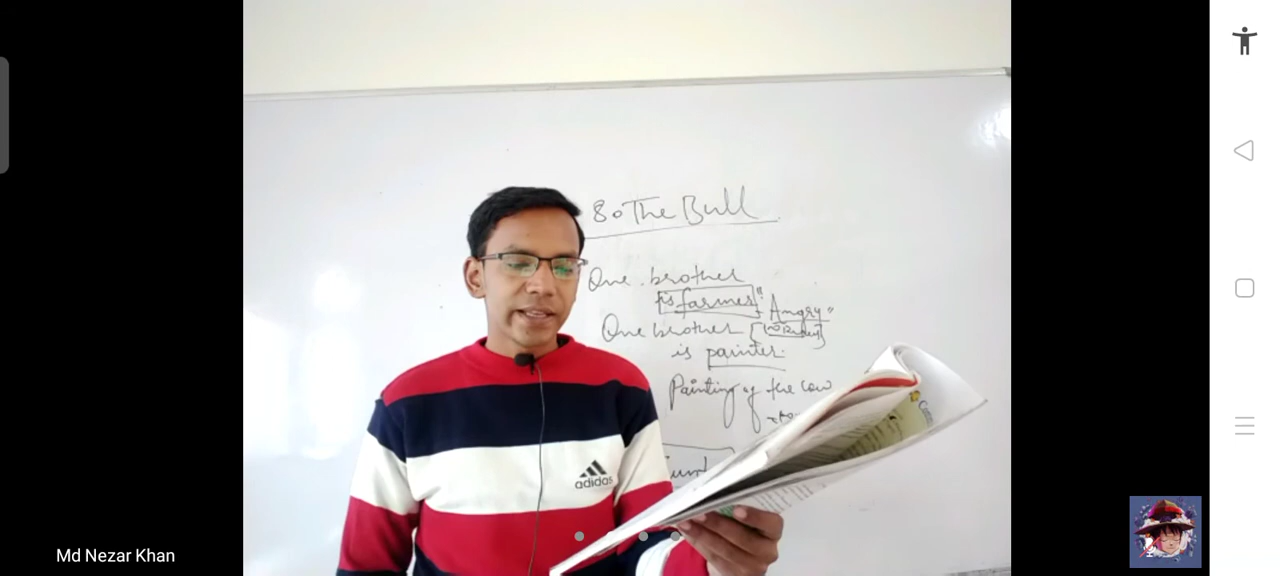 8. The Bull
One brother
is farmer" Angry"
One brother
is painter.
Painting of the cow
adidas
Md Nezar Khan